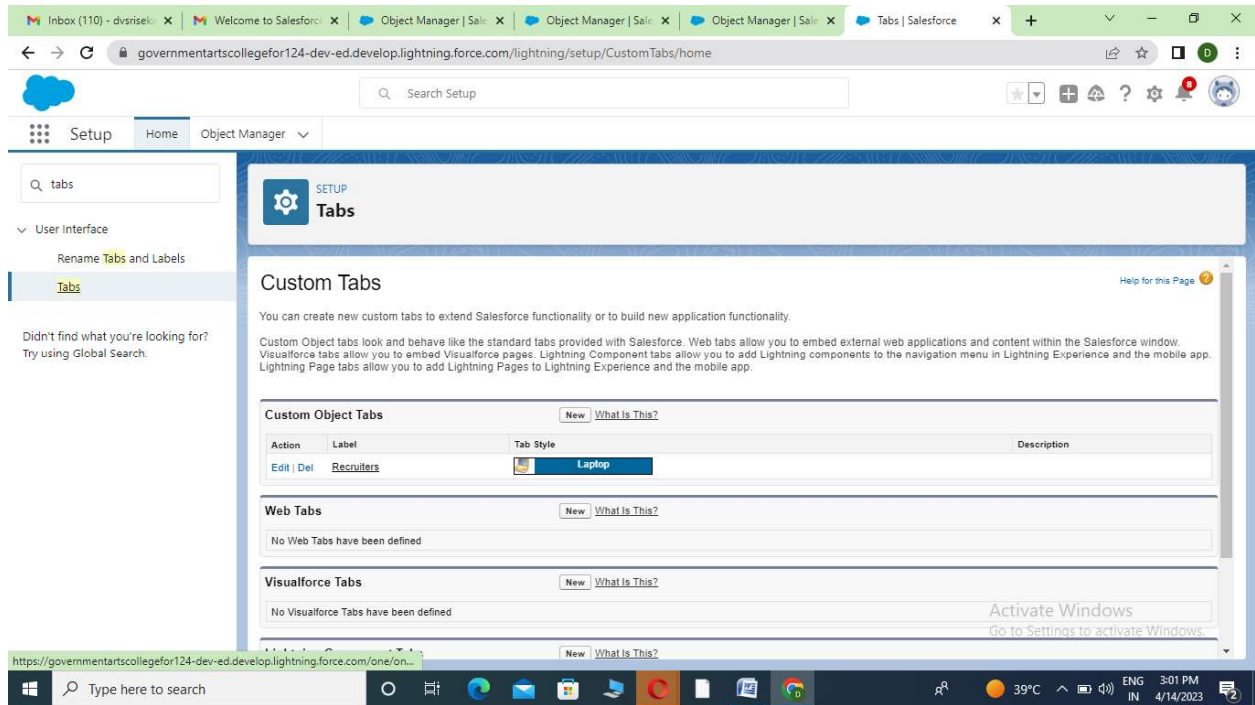 Inbox (110) - dvsriseka
Welcome to Salesforc
Object Manager | Sale
Object Manager | Sale
Object Manager | Sale
Tabs | Salesforce
governmentartscollegefor124-dev-ed.develop.lightning.force.com/lightning/setup/CustomTabs/home
D
Search Setup
8
Setup
Home
Object Manager
tabs
User Interface
Rename Tabs and Labels
Tabs
Didn't find what you're looking for?
Try using Global Search.
SETUP
Tabs
Custom Tabs
Help for this Page
You can create new custom tabs to extend Salesforce functionality or to build new application functionality.
Custom Object tabs look and behave like the standard tabs provided with Salesforce. Web tabs allow you to embed external web applications and content within the Salesforce window.
Visualforce tabs allow you to embed Visualforce pages. Lightning Component tabs allow you to add Lightning components to the navigation menu in Lightning Experience and the mobile app.
Lightning Page tabs allow you to add Lightning Pages to Lightning Experience and the mobile app.
Custom Object Tabs New What Is This?
Action Label Tab Style Description
Edit | Del Recruiters Laptop
Web Tabs New What Is This?
No Web Tabs have been defined
Visualforce Tabs New What Is This?
No Visualforce Tabs have been defined
Activate Windows
Go to Settings to activate Windows.
New What Is This?
https://governmentartscollegefor124-dev-ed.develop.lightning.force.com/one/on...
Type here to search
39°C
ENG
IN
3:01 PM
4/14/2023
2